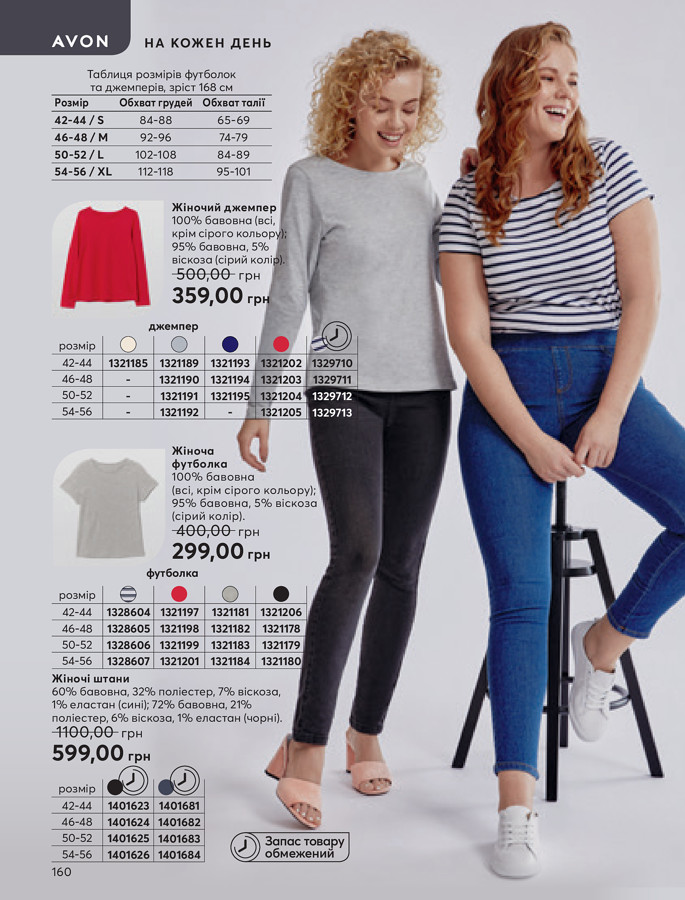 AVON
НА КОЖЕН ДЕНЬ
Таблиця розмірів футболок
та джемперів, зріст 168 см
Розмір Обхват грудей Обхват талії
42-44 / S 84-88 65-69
46-48 / M 92-96 74-79
50-52 / L 102-108 84-89
54-56 / XL 112-118 95-101
Жіночий джемпер
100% бавовна (всі,
крім сірого кольору);
95% бавовна, 5%
віскоза (сірий колір).
500,00 грн
359,00 грн
джемпер
розмір
42-44 1321185 1321189 1321193 1321202 1329710
46-48 - 1321190 1321194 1321203 1329711
50-52 - 1321191 1321195 1321204 1329712
54-56 - 1321192 - 1321205 1329713
Жіноча
футболка
100% бавовна
(всі, крім сірого кольору);
95% бавовна, 5% віскоза
(сірий колір).
400,00 грн
299,00 грн
футболка
розмір
42-44 1328604 1321197 1321181 1321206
46-48 1328605 1321198 1321182 1321178
50-52 1328606 1321199 1321183 1321179
54-56 1328607 1321201 1321184 1321180
Жіночі штани
60% бавовна, 32% поліестер, 7% віскоза,
1% еластан (сині); 72% бавовна, 21%
поліестер, 6% віскоза, 1% еластан (чорні).
1100,00 грн
599,00 грн
розмір
42-44 1401623 1401681
46-48 1401624 1401682
50-52 1401625 1401683
54-56 1401626 1401684
Запас товару
обмежений
160